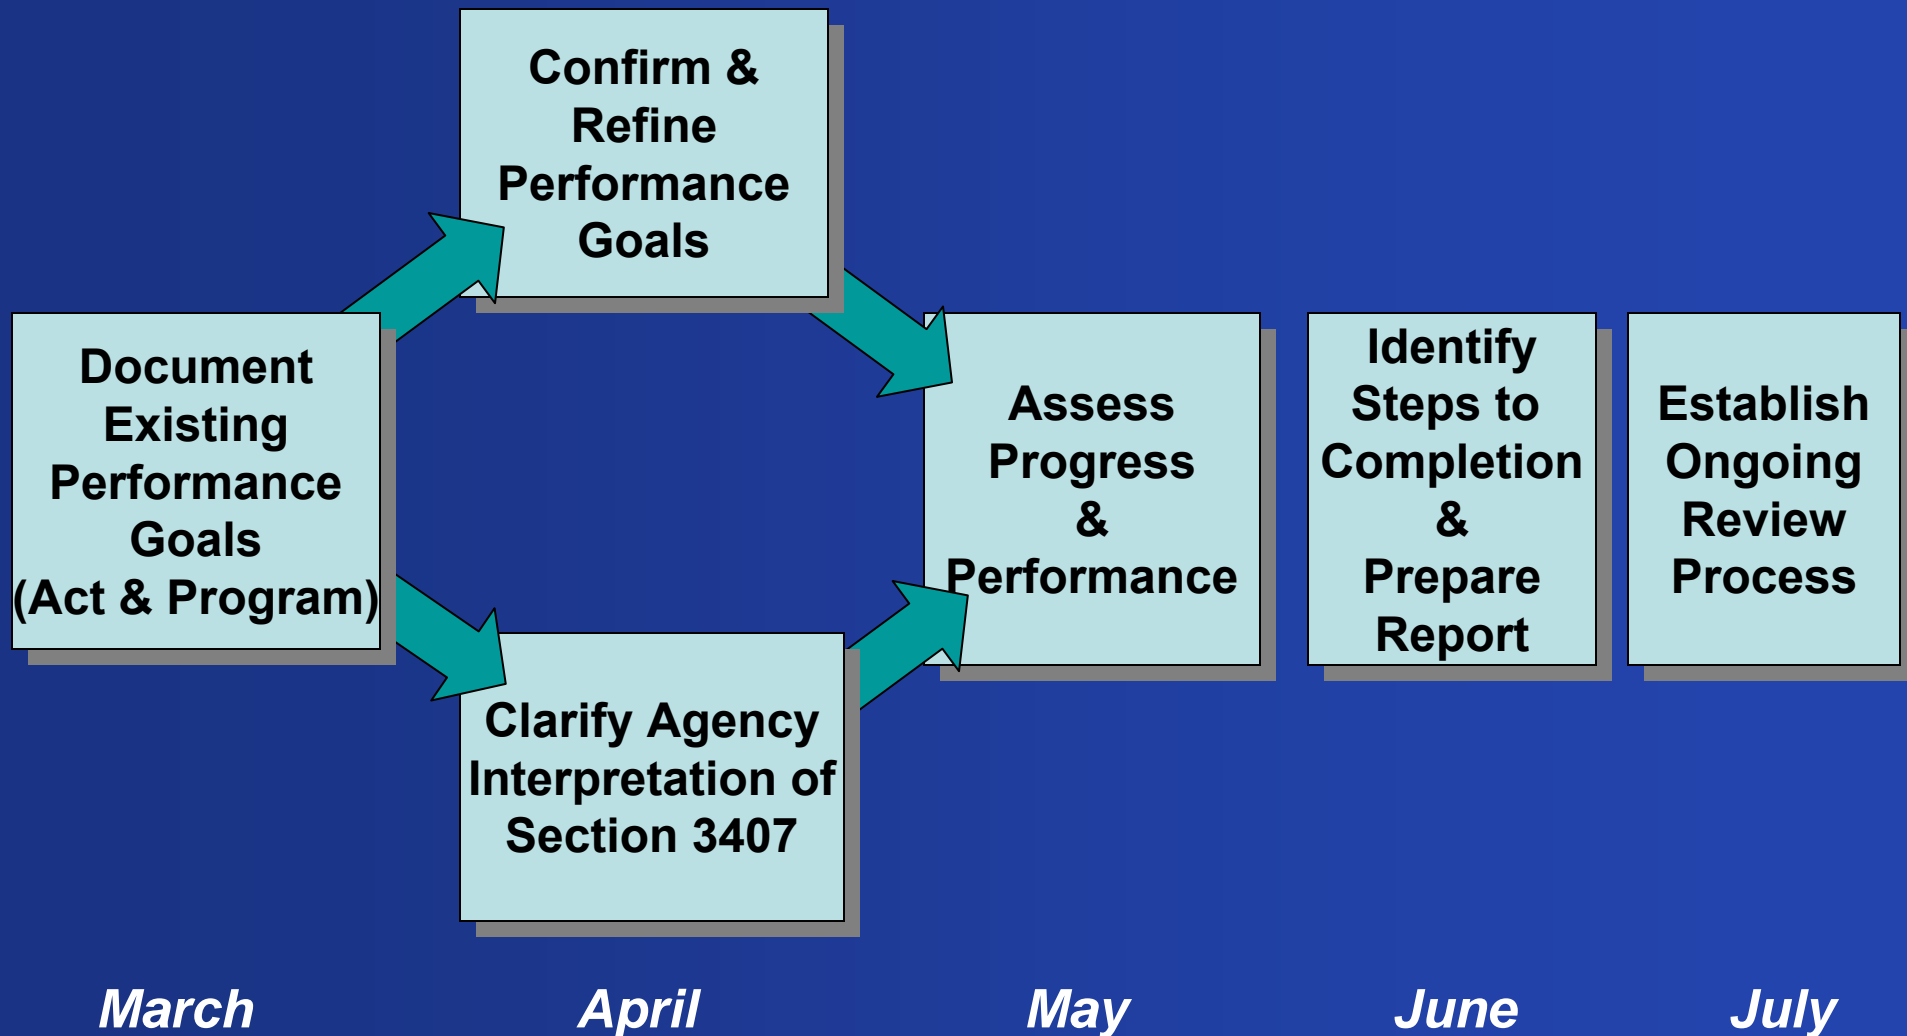 Confirm &
Refine
Performance
Goals
Document
Existing
Performance
Goals
(Act & Program)
Clarify Agency
Interpretation of
Section 3407
Assess
Progress
&
Performance
Identify
Steps to
Completion
&
Prepare
Report
Establish
Ongoing
Review
Process
March
April
May
June
July